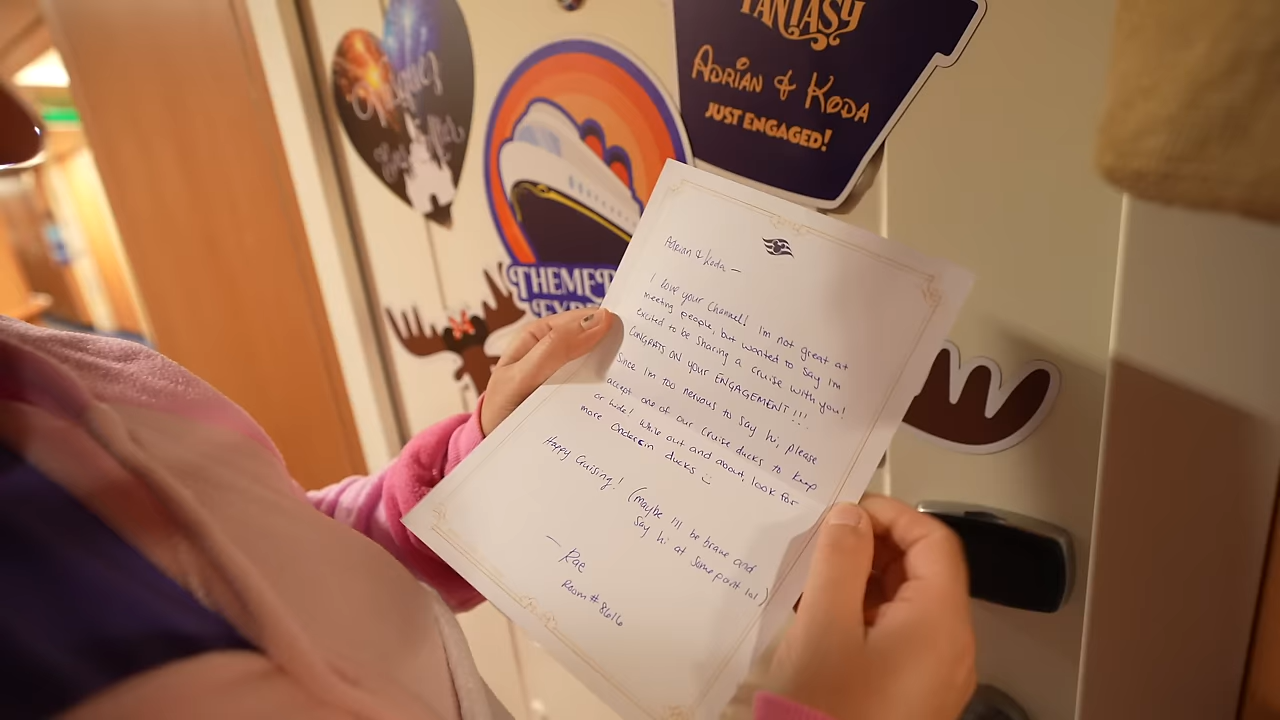 FANTASY
ADRIAN & KODA
JUST ENGAGED!
THEMED
Adrian & Koda —
I love your Channel! I'm not great at
meeting people, but wanted to say I'm
excited to be sharing a cruise with you!
CONGRATS ON YOUR ENGAGEMENT!!!
Since I'm too nervous to say hi, please
accept one of our cruise ducks to keep
or hide! While out and about, look for
more ducks
Happy Cruising! (maybe I'll be brave and
say hi at some point lol)
— Rae
Room # 8616